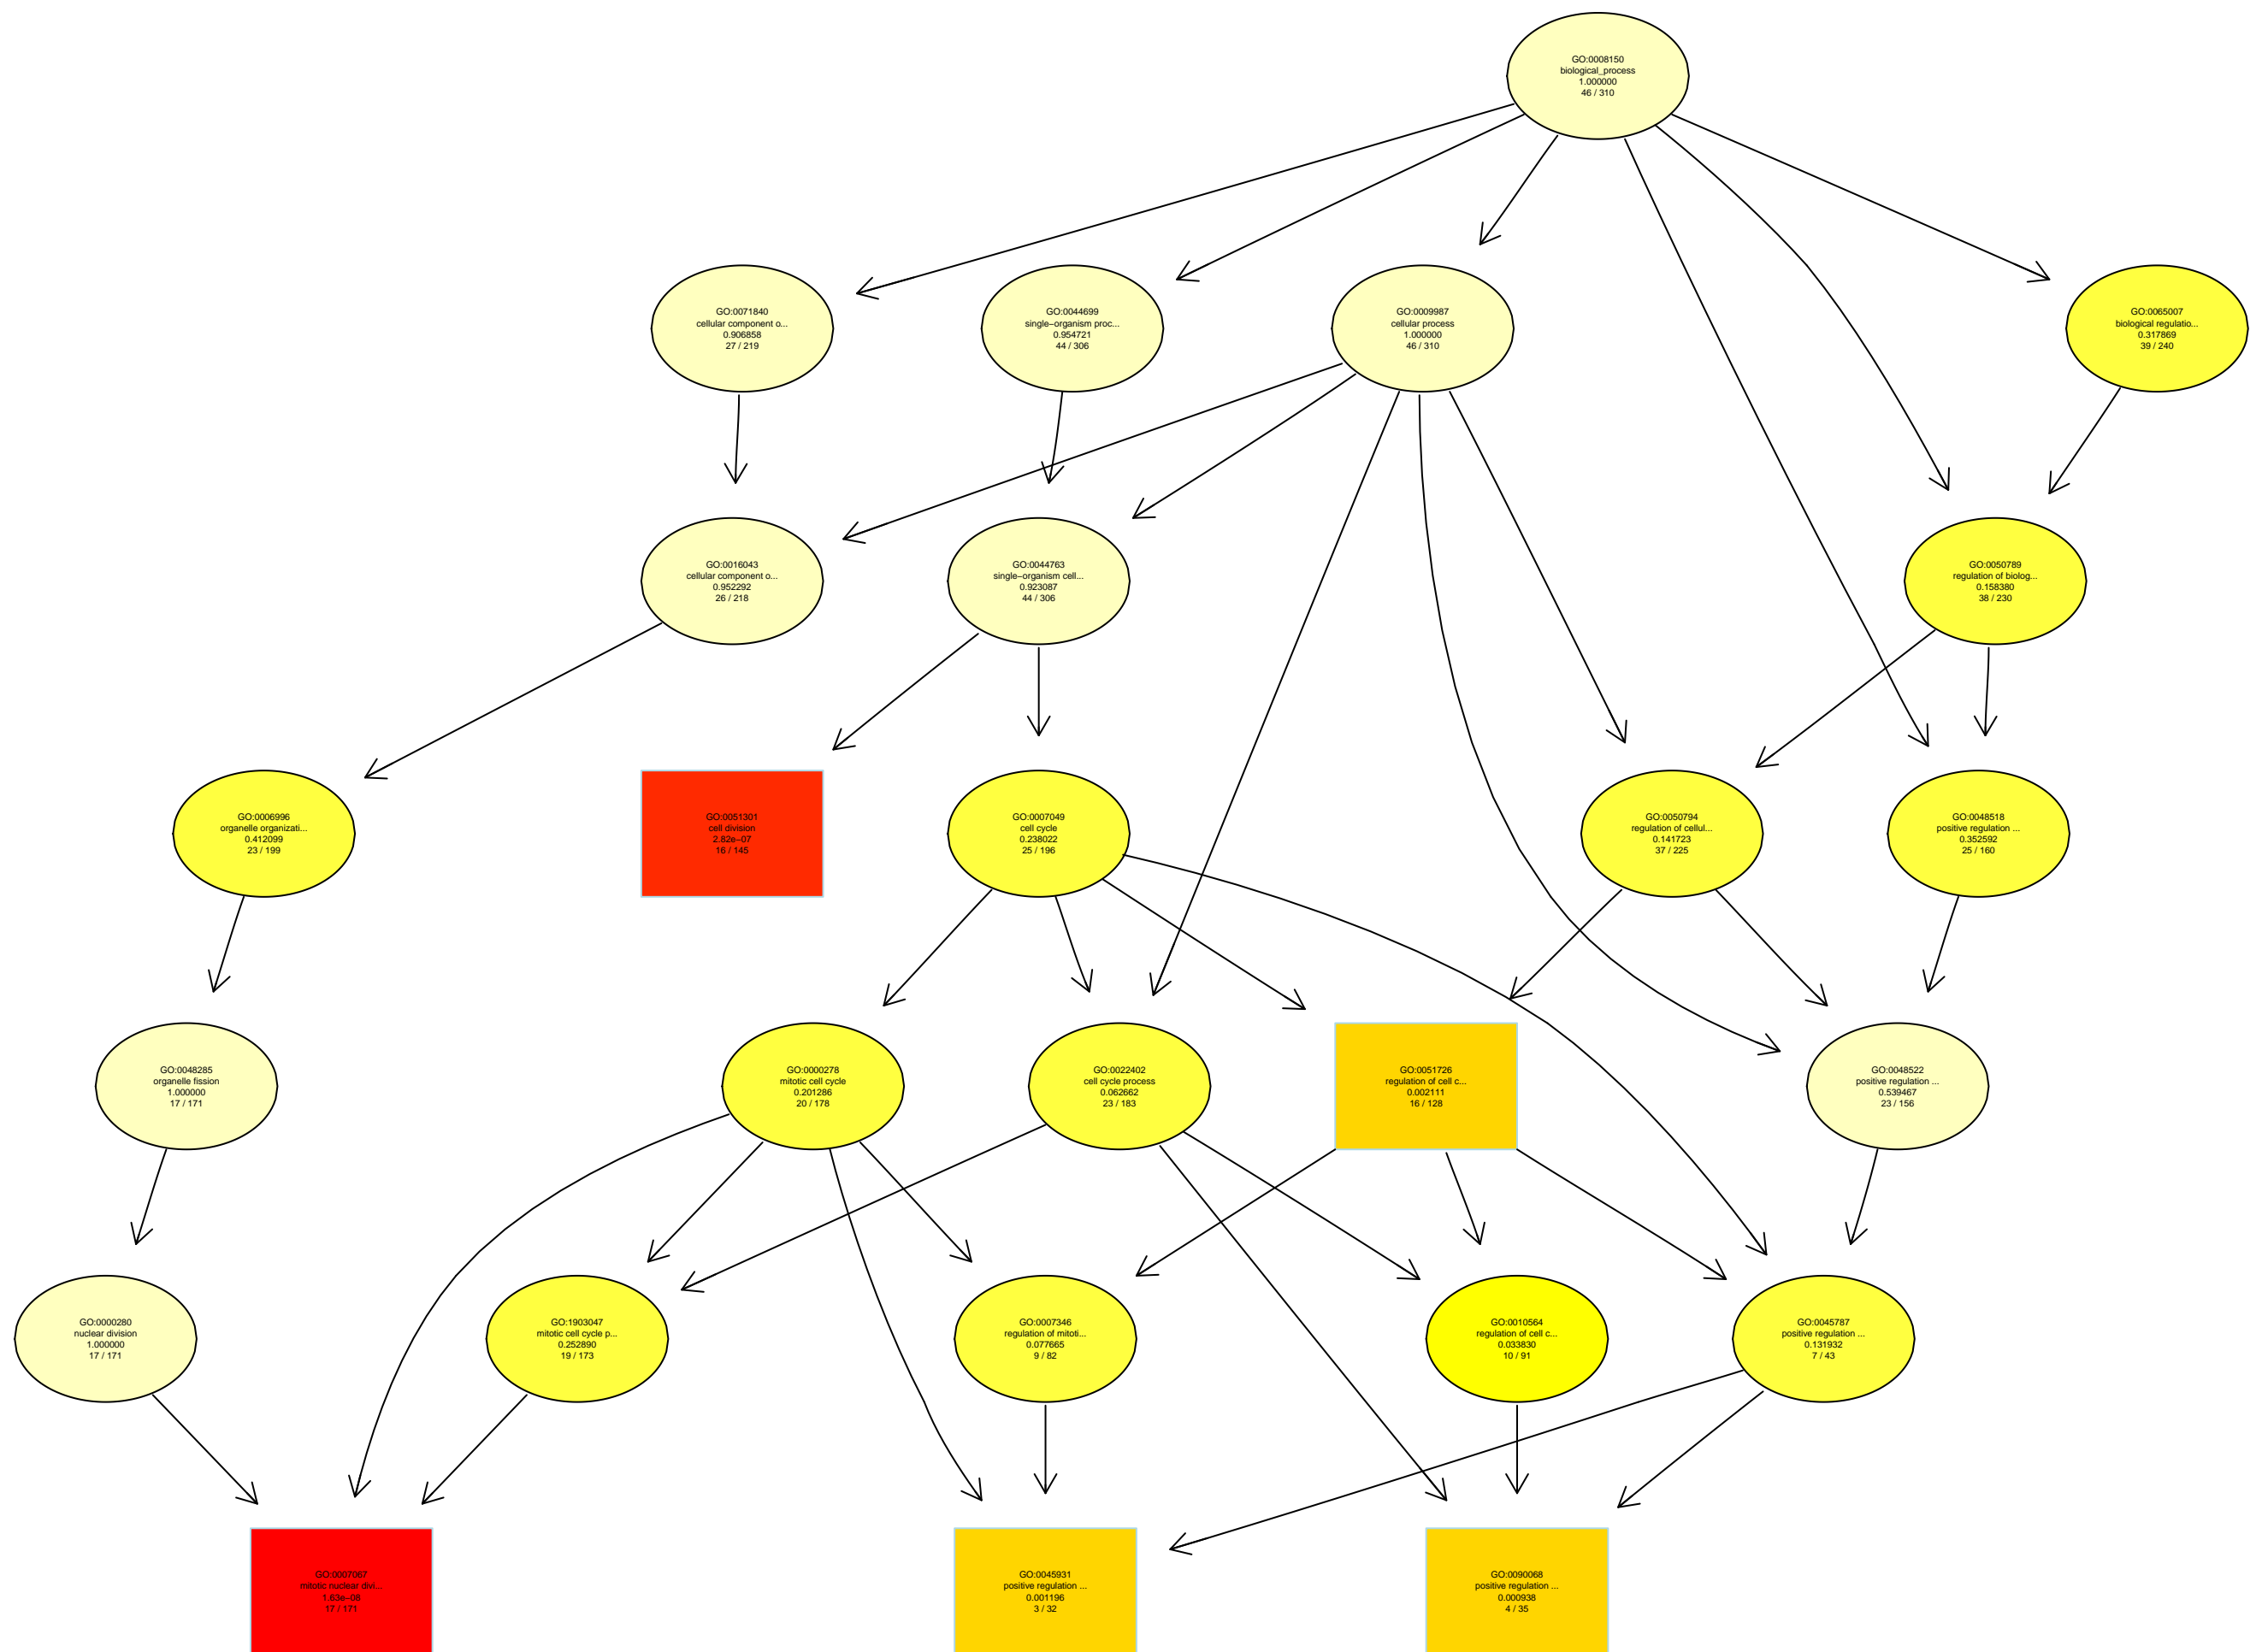 GO:0008150
biological_process
1.000000
46 / 310
GO:0071840
cellular component o...
0.906858
27 / 219
GO:0044699
single−organism proc...
0.954721
44 / 306
GO:0009987
cellular process
1.000000
46 / 310
GO:0065007
biological regulatio...
0.317869
39 / 240
GO:0016043
cellular component o...
0.952292
26 / 218
GO:0044763
single−organism cell...
0.923087
44 / 306
GO:0050789
regulation of biolog...
0.158380
38 / 230
GO:0006996
organelle organizati...
0.412099
23 / 199
GO:0051301
cell division
2.82e−07
16 / 145
GO:0007049
cell cycle
0.238022
25 / 196
GO:0050794
regulation of cellul...
0.141723
37 / 225
GO:0048518
positive regulation ...
0.352592
25 / 160
GO:0048285
organelle fission
1.000000
17 / 171
GO:0000278
mitotic cell cycle
0.201286
20 / 178
GO:0022402
cell cycle process
0.062662
23 / 183
GO:0051726
regulation of cell c...
0.002111
16 / 128
GO:0048522
positive regulation ...
0.539467
23 / 156
GO:0000280
nuclear division
1.000000
17 / 171
GO:1903047
mitotic cell cycle p...
0.252890
19 / 173
GO:0007346
regulation of mitoti...
0.077665
9 / 82
GO:0010564
regulation of cell c...
0.033830
10 / 91
GO:0045787
positive regulation ...
0.131932
7 / 43
GO:0007067
mitotic nuclear divi...
1.63e−08
17 / 171
GO:0045931
positive regulation ...
0.001196
3 / 32
GO:0090068
positive regulation ...
0.000938
4 / 35